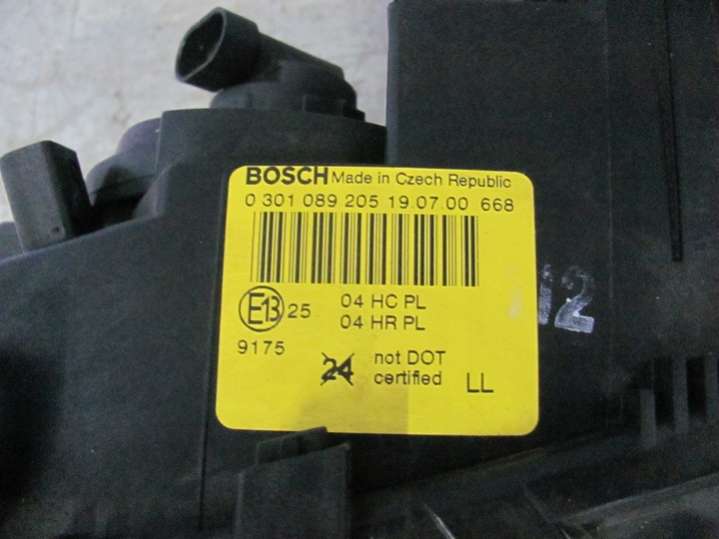 BOSCH Made in Czech Republic
0 301 089 205 19.07.00 668
E13 25 04 HC PL
04 HR PL
9175
24 not DOT
certified LL
12